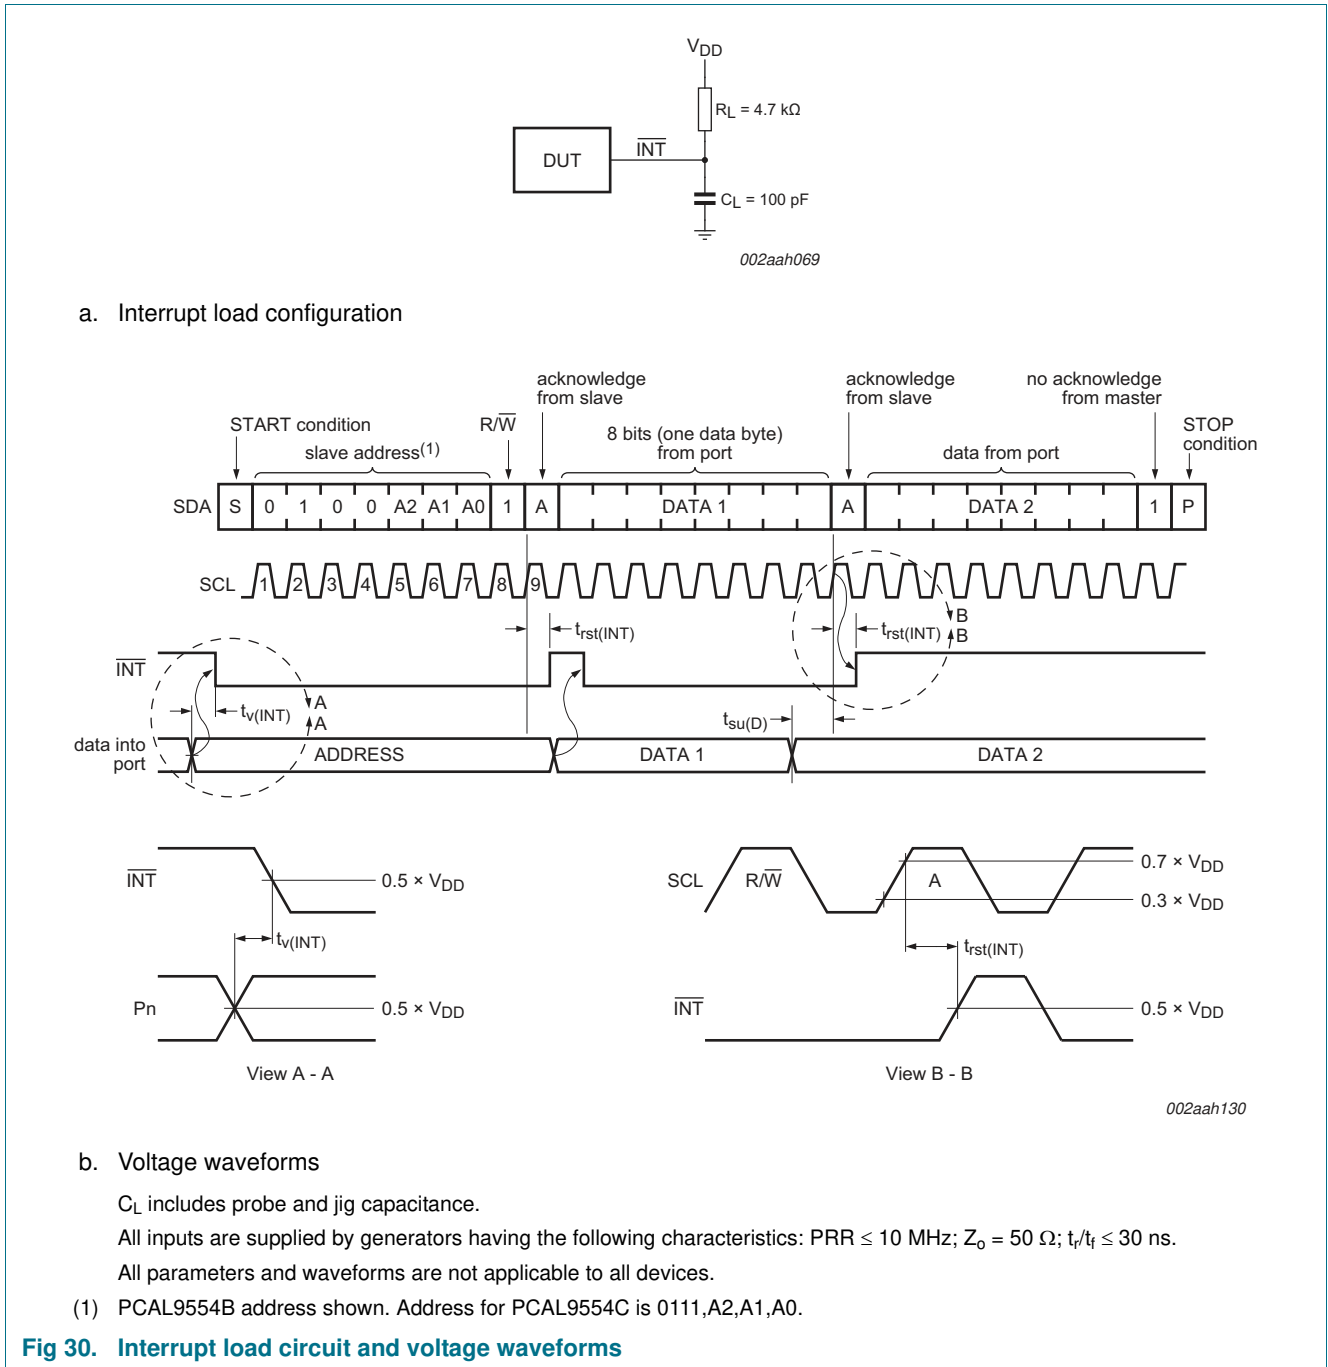 VDD
RL = 4.7 kΩ
DUT
INT
CL = 100 pF
002aah069
a. Interrupt load configuration
acknowledge
from slave
acknowledge
from slave
no acknowledge
from master
START condition
R/W
STOP
condition
slave address(1)
8 bits (one data byte)
from port
data from port
SDA S 0 1 0 0 A2 A1 A0 1 A DATA 1 A DATA 2 1 P
SCL 1 2 3 4 5 6 7 8 9
B
B
trst(INT)
trst(INT)
INT
tv(INT)
A
A
tsu(D)
data into
port
ADDRESS DATA 1 DATA 2
INT
0.5 × VDD
tv(INT)
Pn
0.5 × VDD
View A - A
SCL R/W A
0.7 × VDD
0.3 × VDD
trst(INT)
INT
0.5 × VDD
View B - B
002aah130
b. Voltage waveforms
CL includes probe and jig capacitance.
All inputs are supplied by generators having the following characteristics: PRR ≤ 10 MHz; Zo = 50 Ω; tr/tf ≤ 30 ns.
All parameters and waveforms are not applicable to all devices.
(1) PCAL9554B address shown. Address for PCAL9554C is 0111,A2,A1,A0.
Fig 30. Interrupt load circuit and voltage waveforms